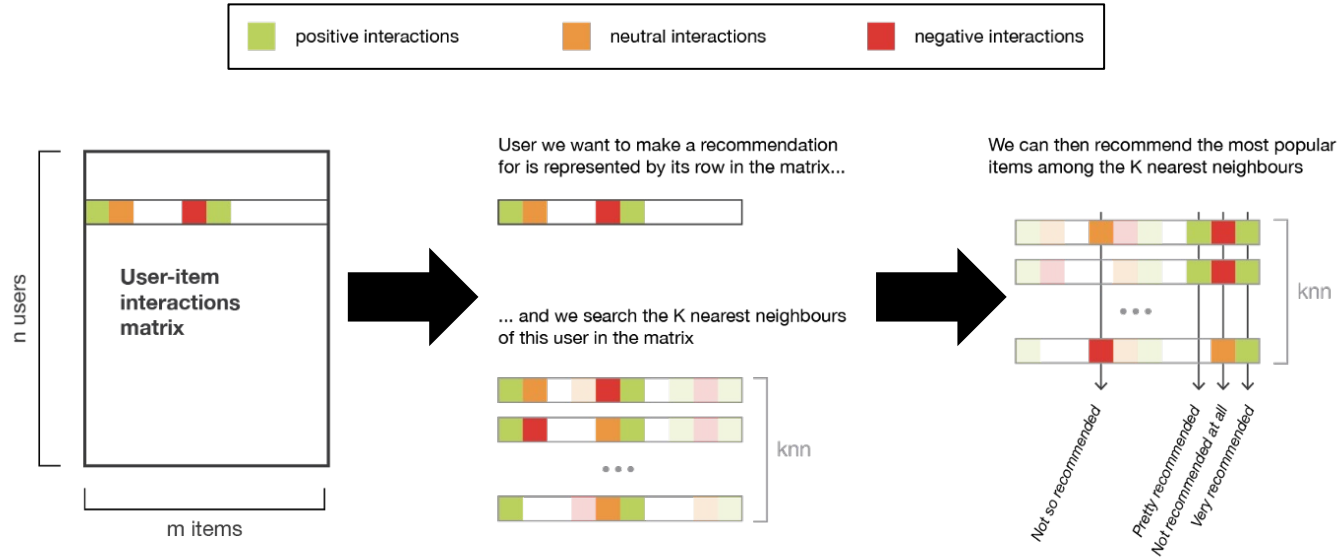 positive interactions
neutral interactions
negative interactions
n users
User-item
interactions
matrix
m items
User we want to make a recommendation
for is represented by its row in the matrix...
... and we search the K nearest neighbours
of this user in the matrix
knn
We can then recommend the most popular
items among the K nearest neighbours
knn
Not so recommended
Pretty recommended
Not recommended at all
Very recommended